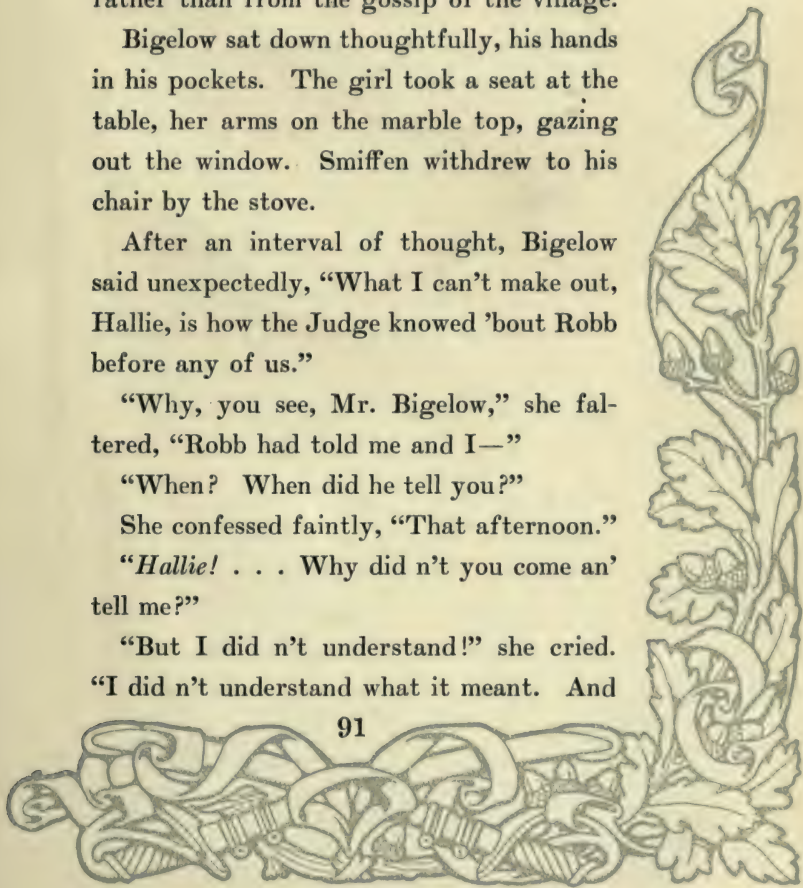 rather than from the gossip of the village.
Bigelow sat down thoughtfully, his hands
in his pockets. The girl took a seat at the
table, her arms on the marble top, gazing
out the window. Smiffen withdrew to his
chair by the stove.
After an interval of thought, Bigelow
said unexpectedly, “What I can’t make out,
Hallie, is how the Judge knowed ’bout Robb
before any of us.”
“Why, you see, Mr. Bigelow,” she fal-
tered, “Robb had told me and I—”
“When? When did he tell you?”
She confessed faintly, “That afternoon.”
“Hallie! . . . Why did n’t you come an’
tell me?”
“But I did n’t understand!” she cried.
“I did n’t understand what it meant. And
91